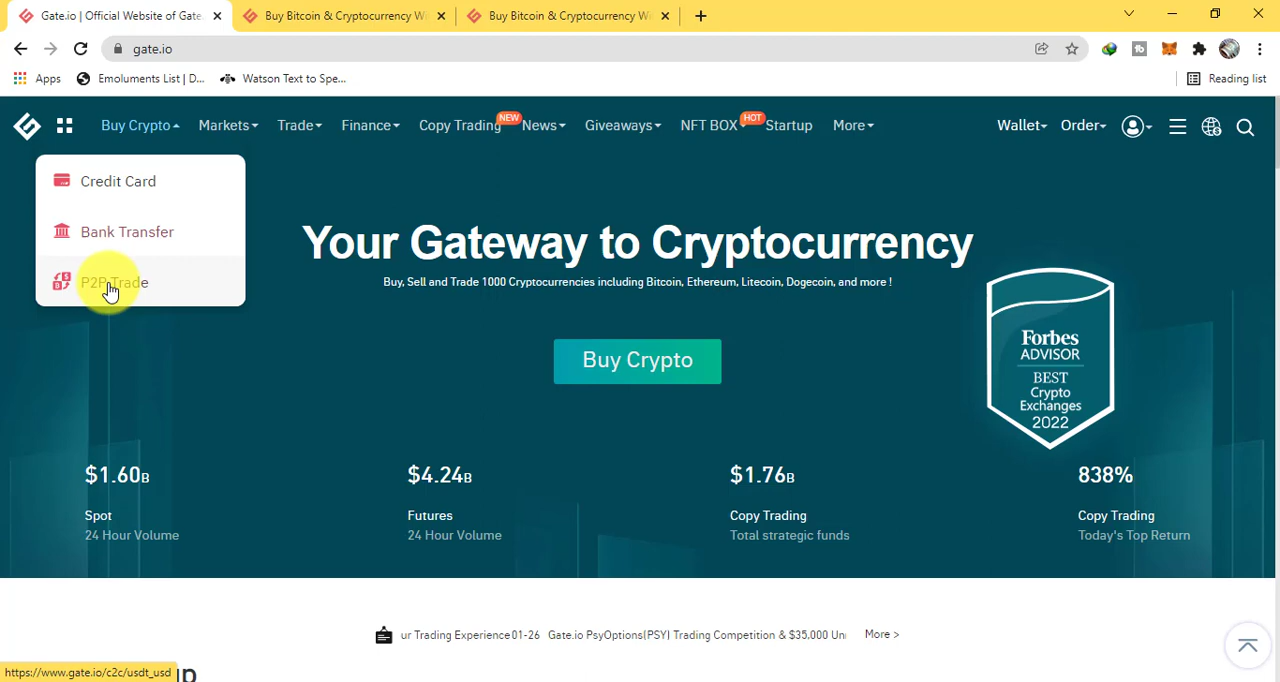 Gate.io | Official Website of Gate.
Buy Bitcoin & Cryptocurrency Wi
Buy Bitcoin & Cryptocurrency Wo
gate.io
Apps
Emoluments List | D...
Watson Text to Spe...
Reading list
Buy Crypto
Markets
Trade
Finance
Copy Trading
NEW
News
Giveaways
NFT BOX
HOT
Startup
More
Wallet
Order
Credit Card
Bank Transfer
P2P Trade
Your Gateway to Cryptocurrency
Buy, Sell and Trade 1000 Cryptocurrencies including Bitcoin, Ethereum, Litecoin, Dogecoin, and more !
Buy Crypto
Forbes
ADVISOR
BEST
Crypto
Exchanges
2022
$1.60B
$4.24B
$1.76B
838%
Spot
Futures
Copy Trading
Copy Trading
24 Hour Volume
24 Hour Volume
Total strategic funds
Today's Top Return
ur Trading Experience 01-26 Gate.io PsyOptions(PSY) Trading Competition & $35,000 Uni
More >
https://www.gate.io/c2c/usdt_usd
up